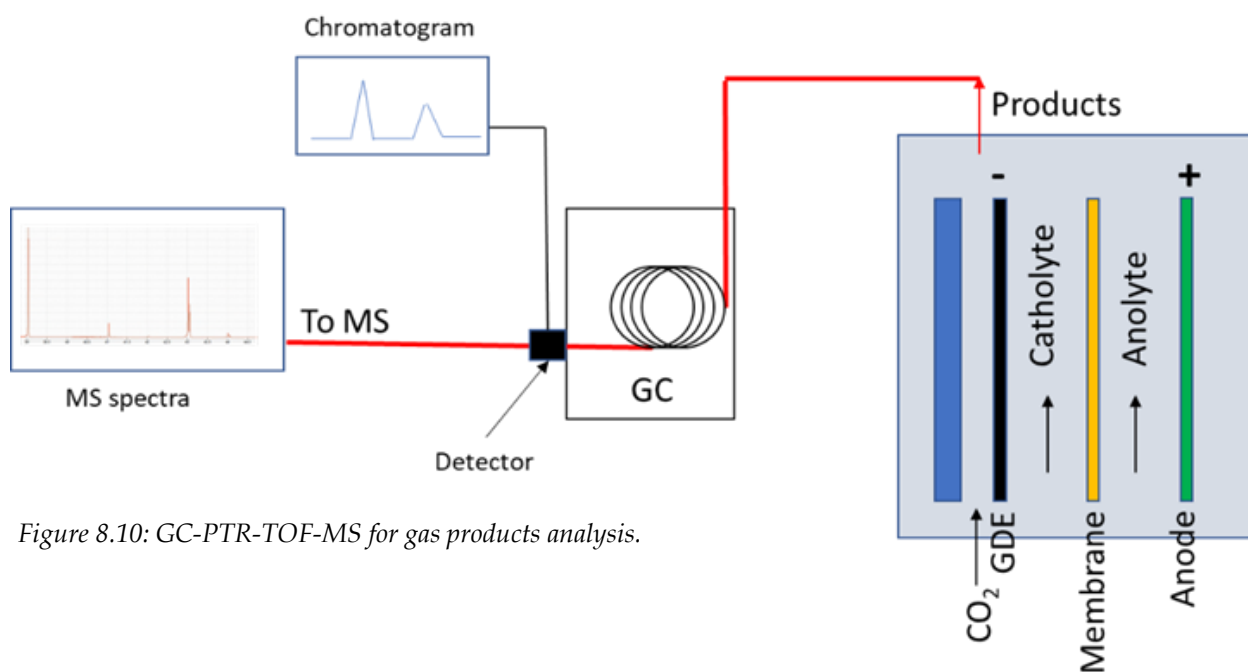 Chromatogram
Products
-
+
MS spectra
To MS
GC
Detector
Catholyte
Anolyte
CO2
GDE
Membrane
Anode
Figure 8.10: GC-PTR-TOF-MS for gas products analysis.